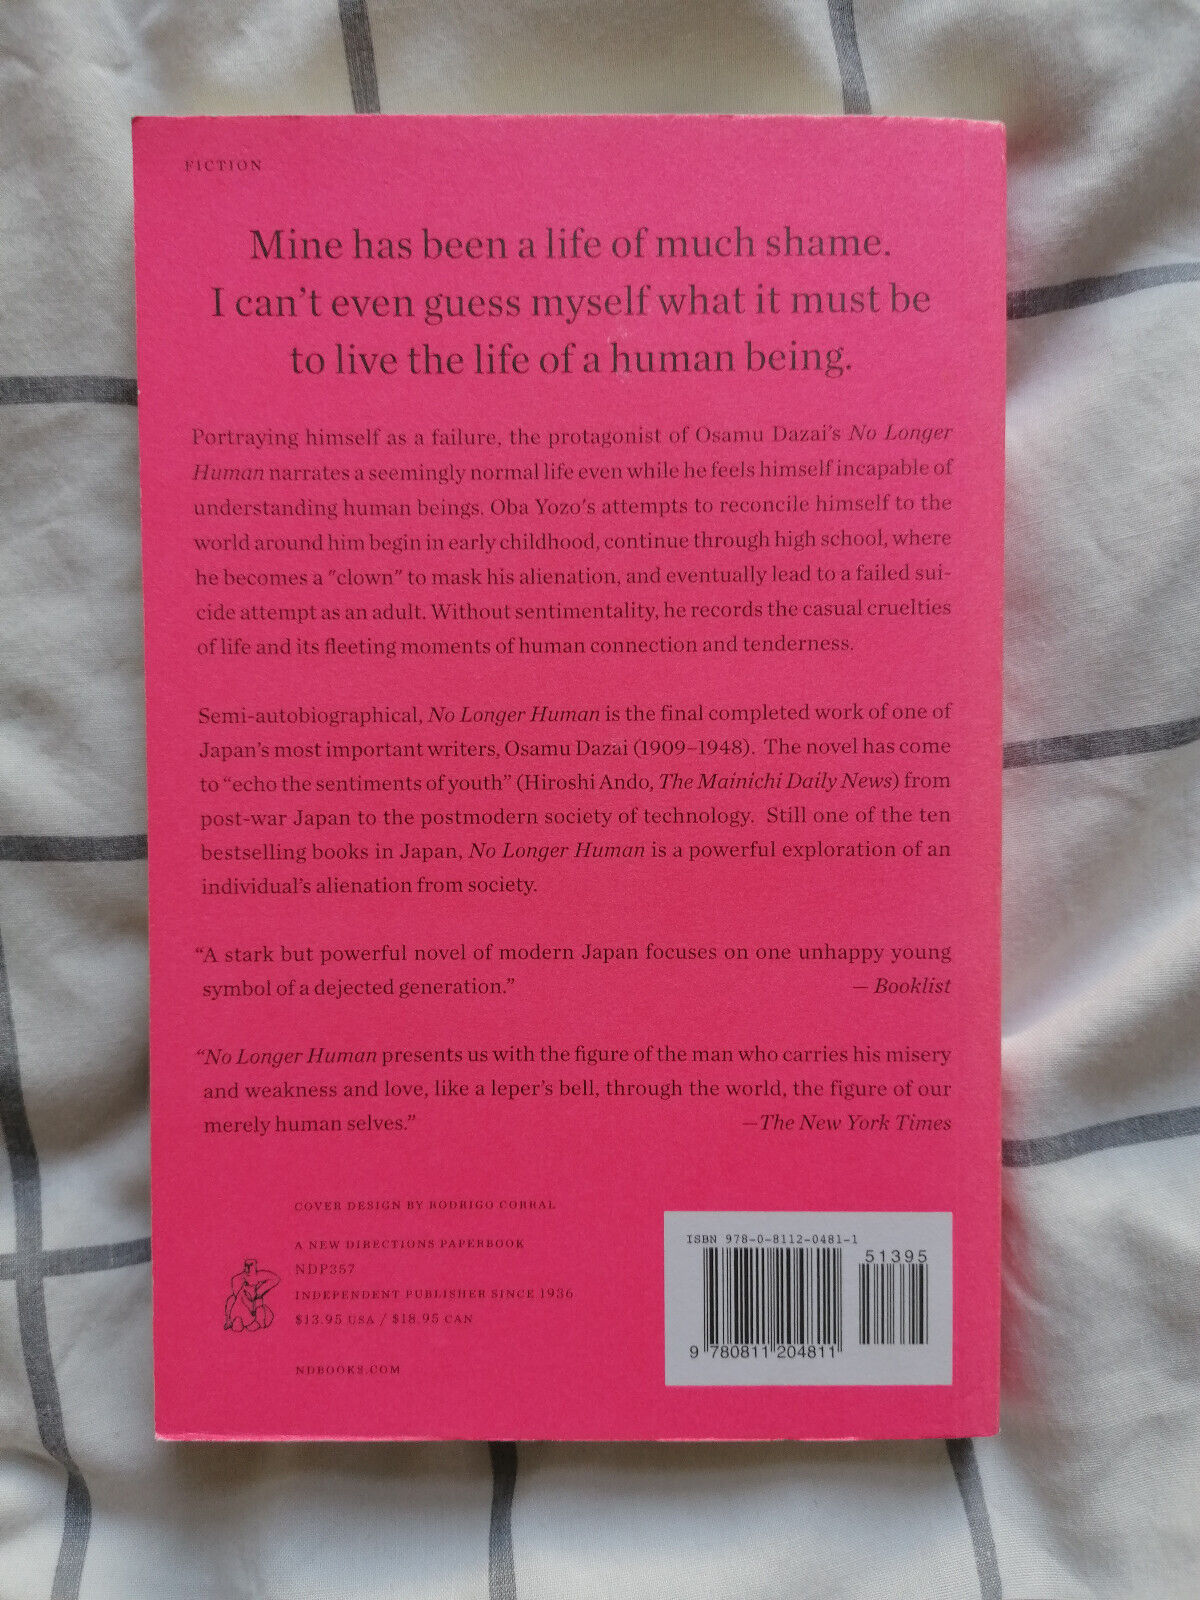 FICTION
Mine has been a life of much shame.
I can't even guess myself what it must be
to live the life of a human being.
Portraying himself as a failure, the protagonist of Osamu Dazai's No Longer
Human narrates a seemingly normal life even while he feels himself incapable of
understanding human beings. Oba Yozo's attempts to reconcile himself to the
world around him begin in early childhood, continue through high school, where
he becomes a "clown" to mask his alienation, and eventually lead to a failed sui-
cide attempt as an adult. Without sentimentality, he records the casual cruelties
of life and its fleeting moments of human connection and tenderness.
Semi-autobiographical, No Longer Human is the final completed work of one of
Japan's most important writers, Osamu Dazai (1909–1948). The novel has come
to “echo the sentiments of youth” (Hiroshi Ando, The Mainichi Daily News) from
post-war Japan to the postmodern society of technology. Still one of the ten
bestselling books in Japan, No Longer Human is a powerful exploration of an
individual's alienation from society.
“A stark but powerful novel of modern Japan focuses on one unhappy young
symbol of a dejected generation.” — Booklist
“No Longer Human presents us with the figure of the man who carries his misery
and weakness and love, like a leper's bell, through the world, the figure of our
merely human selves.” —The New York Times
COVER DESIGN BY RODRIGO CORRAL
A NEW DIRECTIONS PAPERBOOK
NDP357
INDEPENDENT PUBLISHER SINCE 1936
$13.95 USA / $18.95 CAN
NDBOOKS.COM
ISBN 978-0-8112-0481-1
51395
9 780811 204811